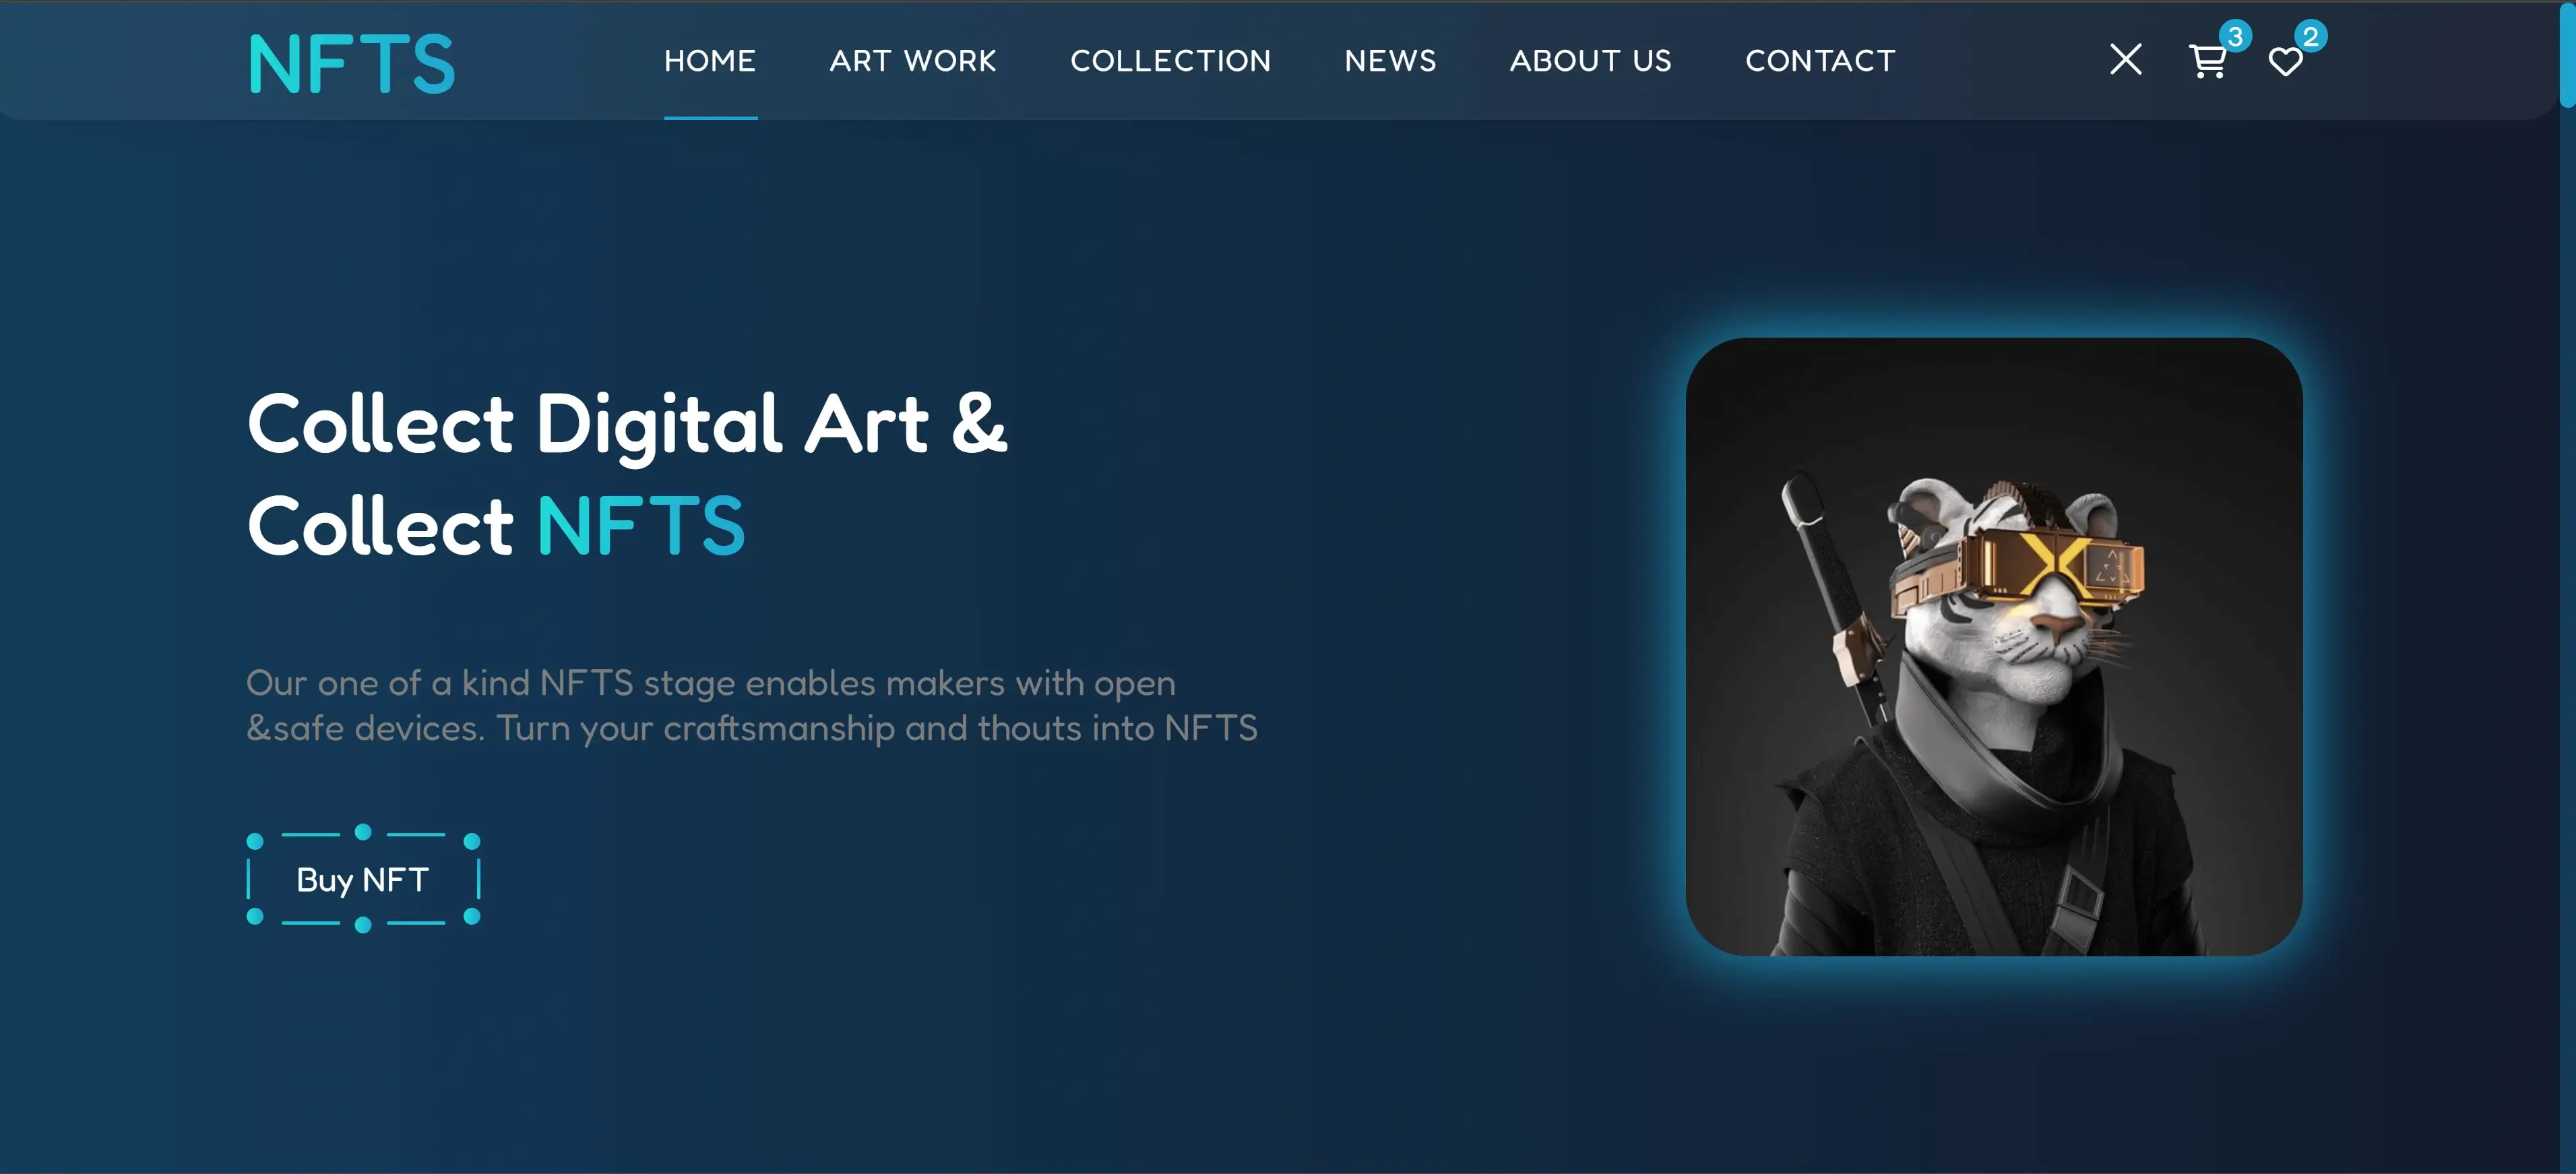 NFTS
HOME
ART WORK
COLLECTION
NEWS
ABOUT US
CONTACT
3
2
Collect Digital Art &
Collect NFTS
Our one of a kind NFTS stage enables makers with open
&safe devices. Turn your craftsmanship and thouts into NFTS
Buy NFT